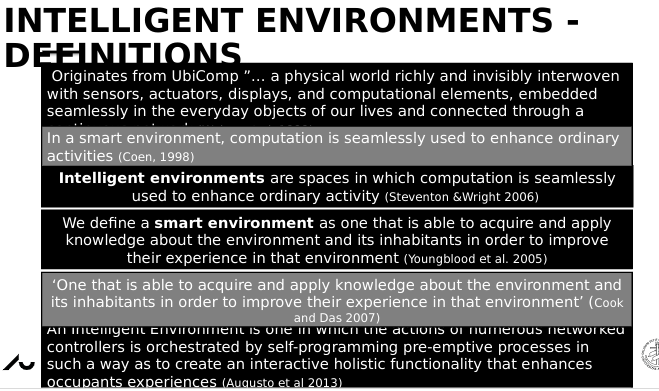 INTELLIGENT ENVIRONMENTS -
DEFINITIONS
Originates from UbiComp ”… a physical world richly and invisibly interwoven
with sensors, actuators, displays, and computational elements, embedded
seamlessly in the everyday objects of our lives and connected through a
In a smart environment, computation is seamlessly used to enhance ordinary
activities (Coen, 1998)
Intelligent environments are spaces in which computation is seamlessly
used to enhance ordinary activity (Steventon &Wright 2006)
We define a smart environment as one that is able to acquire and apply
knowledge about the environment and its inhabitants in order to improve
their experience in that environment (Youngblood et al. 2005)
‘One that is able to acquire and apply knowledge about the environment and
its inhabitants in order to improve their experience in that environment’ (Cook
and Das 2007)
An Intelligent Environment is one in which the actions of numerous networked
controllers is orchestrated by self-programming pre-emptive processes in
such a way as to create an interactive holistic functionality that enhances
occupants experiences (Augusto et al 2013)